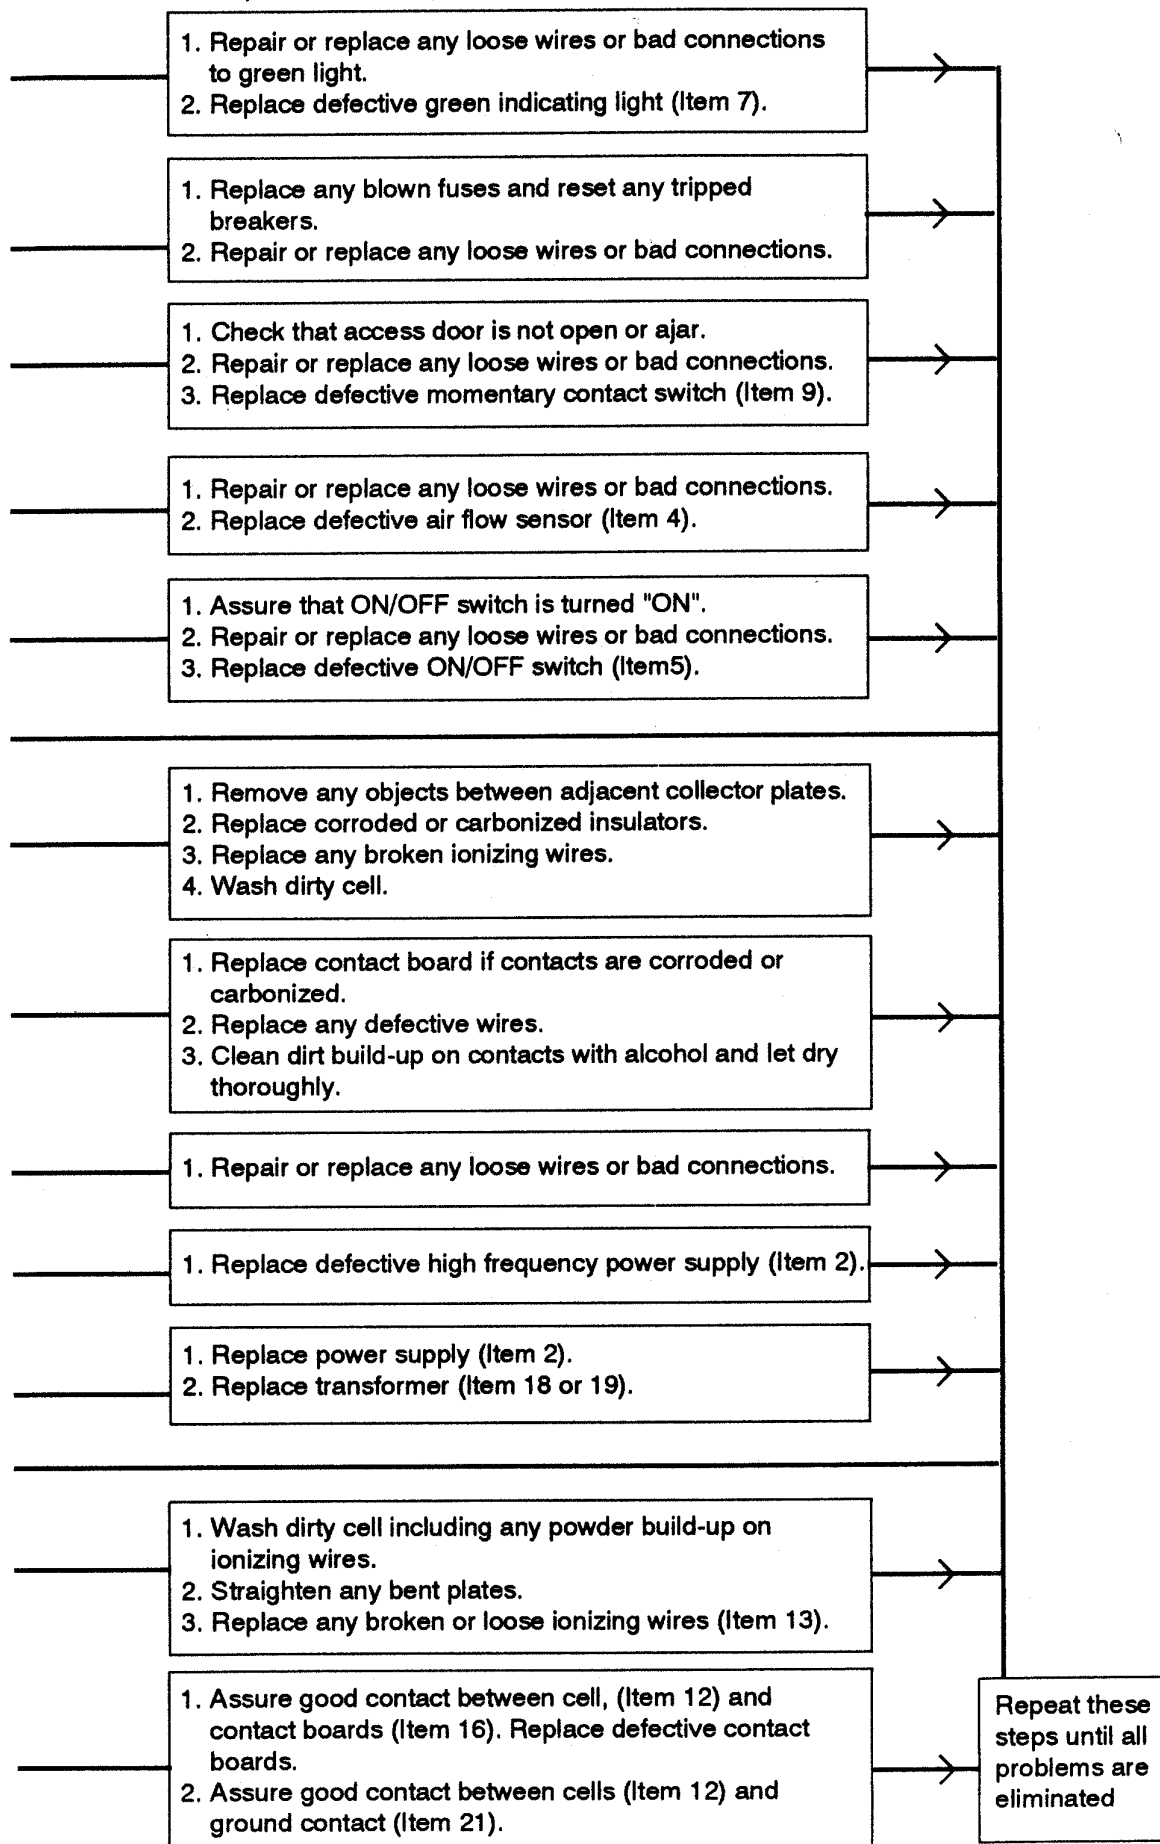 1. Repair or replace any loose wires or bad connections
to green light.
2. Replace defective green indicating light (Item 7).
1. Replace any blown fuses and reset any tripped
breakers.
2. Repair or replace any loose wires or bad connections.
1. Check that access door is not open or ajar.
2. Repair or replace any loose wires or bad connections.
3. Replace defective momentary contact switch (Item 9).
1. Repair or replace any loose wires or bad connections.
2. Replace defective air flow sensor (Item 4).
1. Assure that ON/OFF switch is turned "ON".
2. Repair or replace any loose wires or bad connections.
3. Replace defective ON/OFF switch (Item5).
1. Remove any objects between adjacent collector plates.
2. Replace corroded or carbonized insulators.
3. Replace any broken ionizing wires.
4. Wash dirty cell.
1. Replace contact board if contacts are corroded or
carbonized.
2. Replace any defective wires.
3. Clean dirt build-up on contacts with alcohol and let dry
thoroughly.
1. Repair or replace any loose wires or bad connections.
1. Replace defective high frequency power supply (Item 2).
1. Replace power supply (Item 2).
2. Replace transformer (Item 18 or 19).
1. Wash dirty cell including any powder build-up on
ionizing wires.
2. Straighten any bent plates.
3. Replace any broken or loose ionizing wires (Item 13).
1. Assure good contact between cell, (Item 12) and
contact boards (Item 16). Replace defective contact
boards.
2. Assure good contact between cells (Item 12) and
ground contact (Item 21).
Repeat these
steps until all
problems are
eliminated